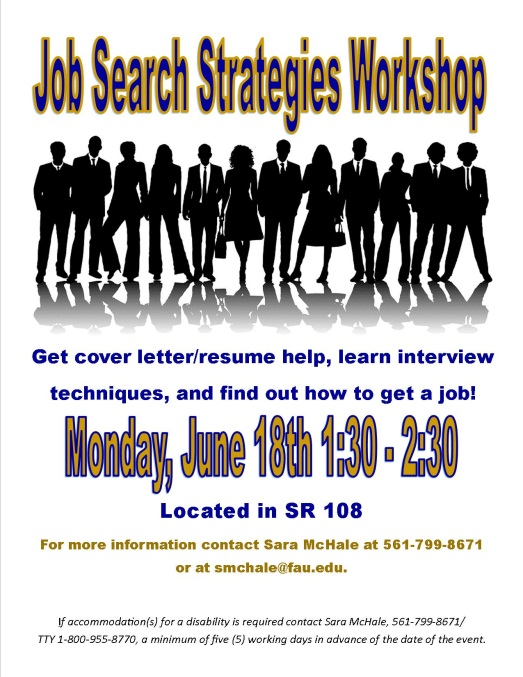 Job Search Strategies Workshop
Get cover letter/resume help, learn interview
techniques, and find out how to get a job!
Monday, June 18th 1:30 - 2:30
Located in SR 108
For more information contact Sara McHale at 561-799-8671
or at smchale@fau.edu.
If accommodation(s) for a disability is required contact Sara McHale, 561-799-8671/
TTY 1-800-955-8770, a minimum of five (5) working days in advance of the date of the event.